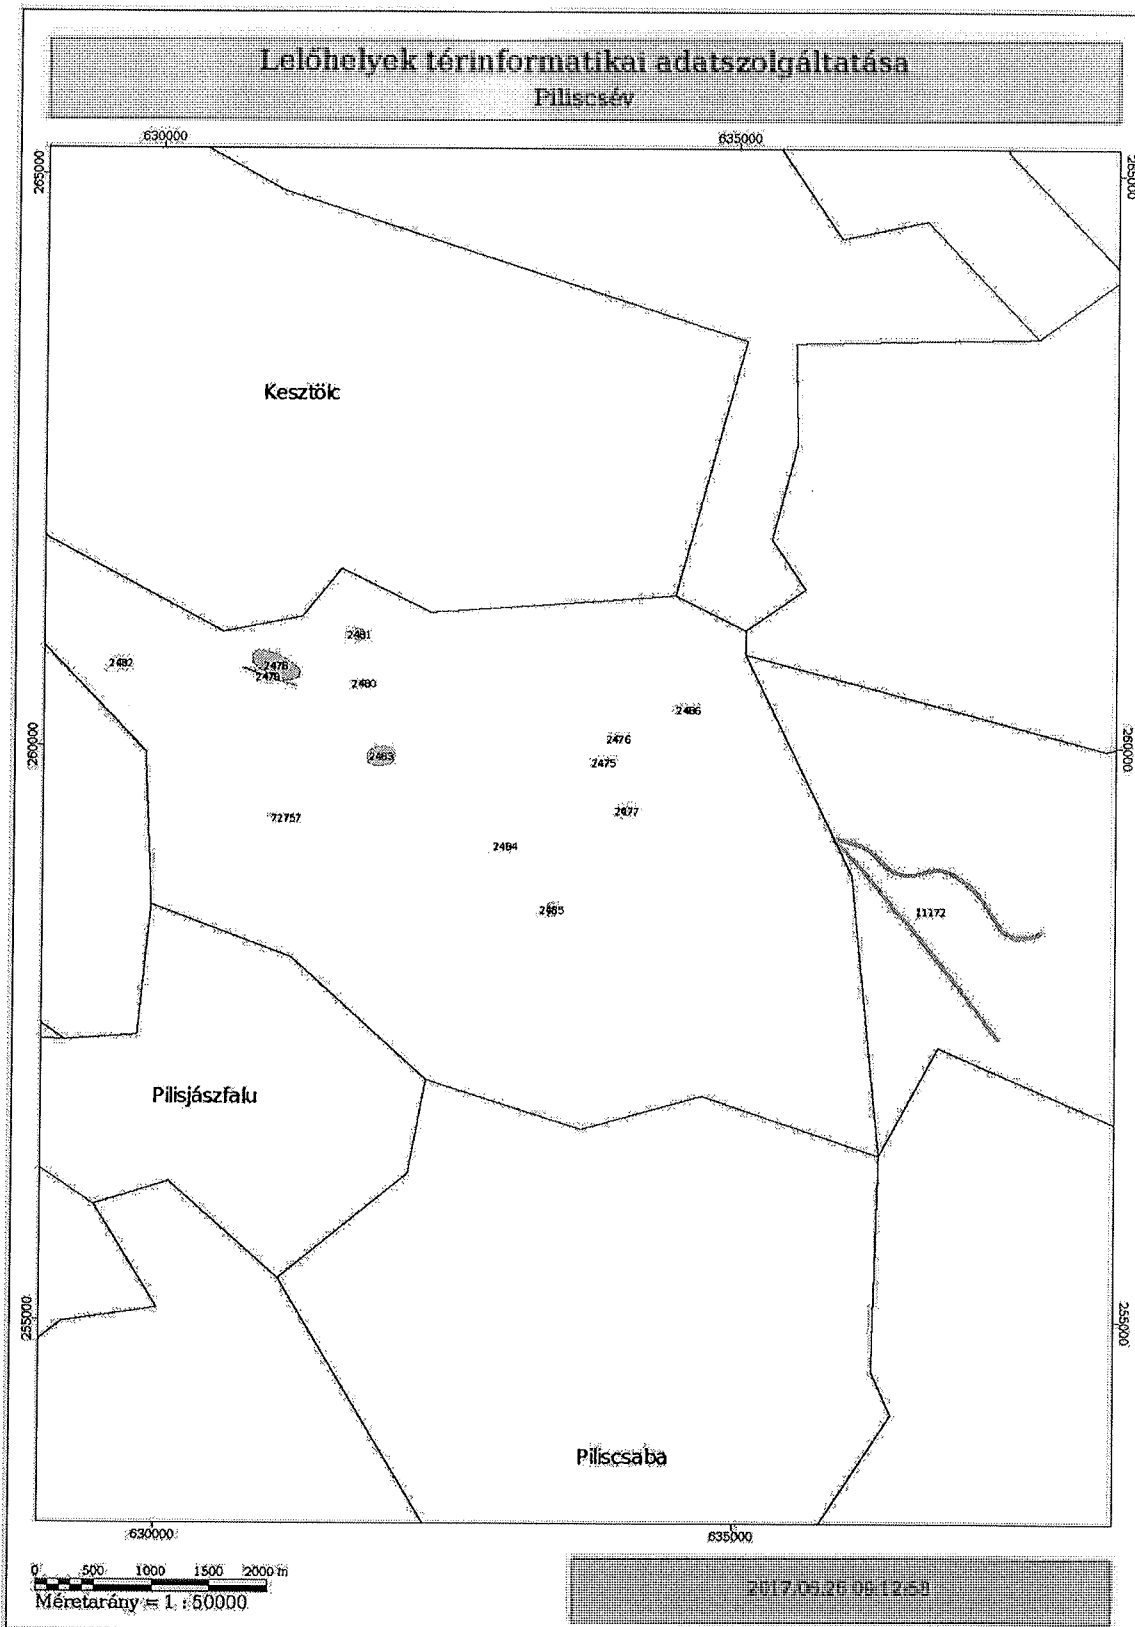 Lelőhelyek térinformatikai adatszolgáltatása
Piliscsév
630000 635000
265000 265000
Kesztölc
2481
2482
2478
2479
2480
2486
2476
260000 260000
2483
2475
2477
72757
2484
2485
11172
Pilisjászfalu
255000 255000
Piliscsaba
630000 635000
0 500 1000 1500 2000 m
Méretarány = 1 : 50000